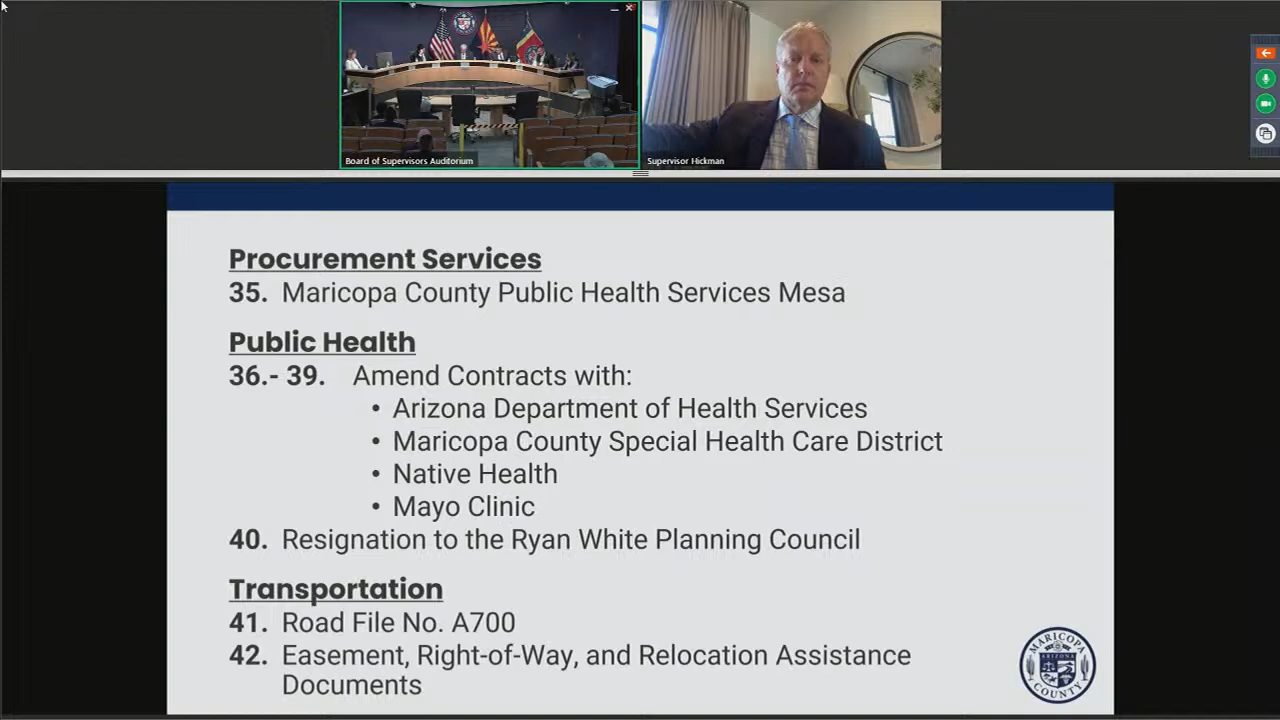 Board of Supervisors Auditorium
Supervisor Hickman
Procurement Services
35. Maricopa County Public Health Services Mesa
Public Health
36.- 39. Amend Contracts with:
• Arizona Department of Health Services
• Maricopa County Special Health Care District
• Native Health
• Mayo Clinic
40. Resignation to the Ryan White Planning Council
Transportation
41. Road File No. A700
42. Easement, Right-of-Way, and Relocation Assistance
Documents
MARICOPA
ARIZONA
COUNTY